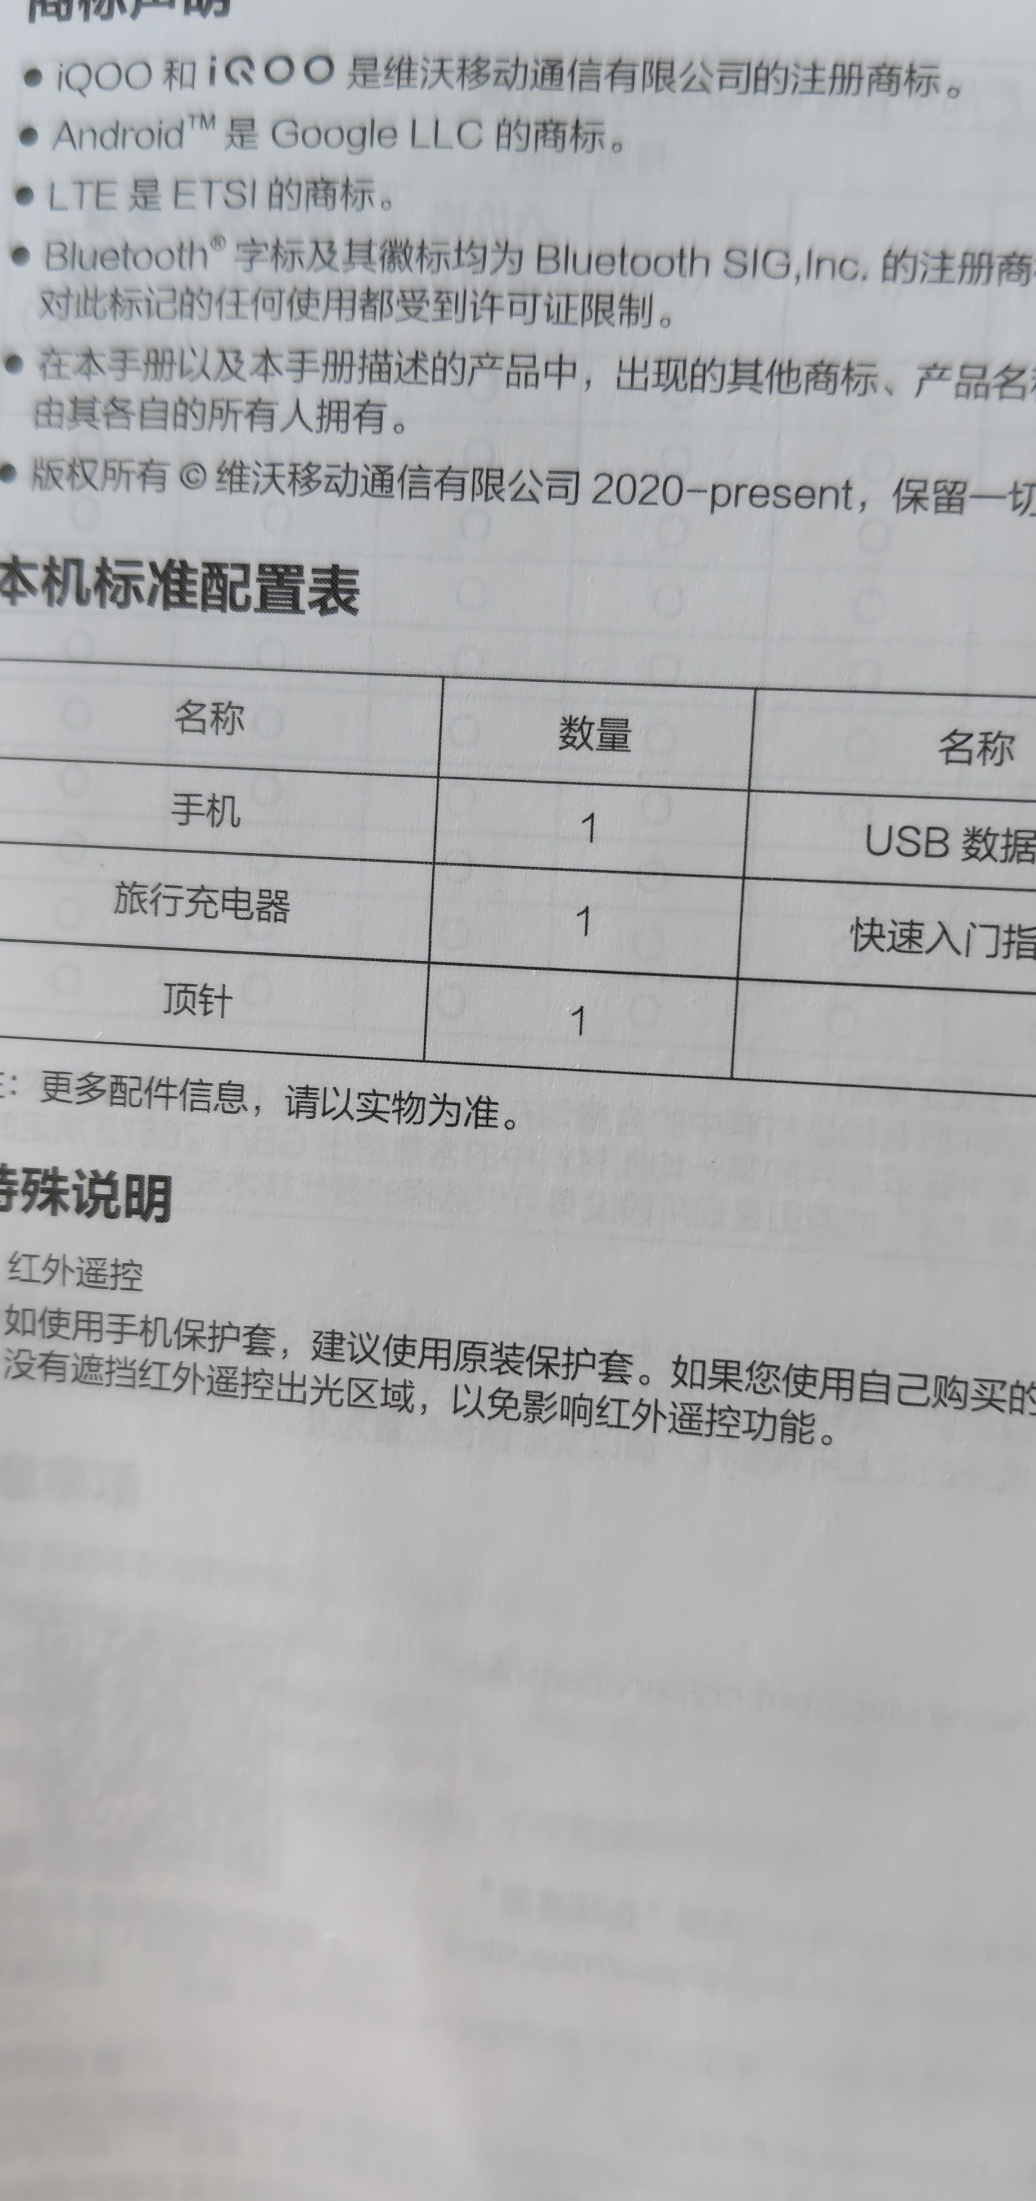 商标声明
● iQOO 和 iQOO 是维沃移动通信有限公司的注册商标。
● Android™ 是 Google LLC 的商标。
● LTE 是 ETSI 的商标。
● Bluetooth® 字标及其徽标均为 Bluetooth SIG,Inc. 的注册商
对此标记的任何使用都受到许可证限制。
● 在本手册以及本手册描述的产品中，出现的其他商标、产品名
由其各自的所有人拥有。
● 版权所有 © 维沃移动通信有限公司 2020-present，保留一切
本机标准配置表
名称 数量 名称
手机 1 USB 数据
旅行充电器 1 快速入门指
顶针 1
：更多配件信息，请以实物为准。
特殊说明
红外遥控
如使用手机保护套，建议使用原装保护套。如果您使用自己购买的
没有遮挡红外遥控出光区域，以免影响红外遥控功能。